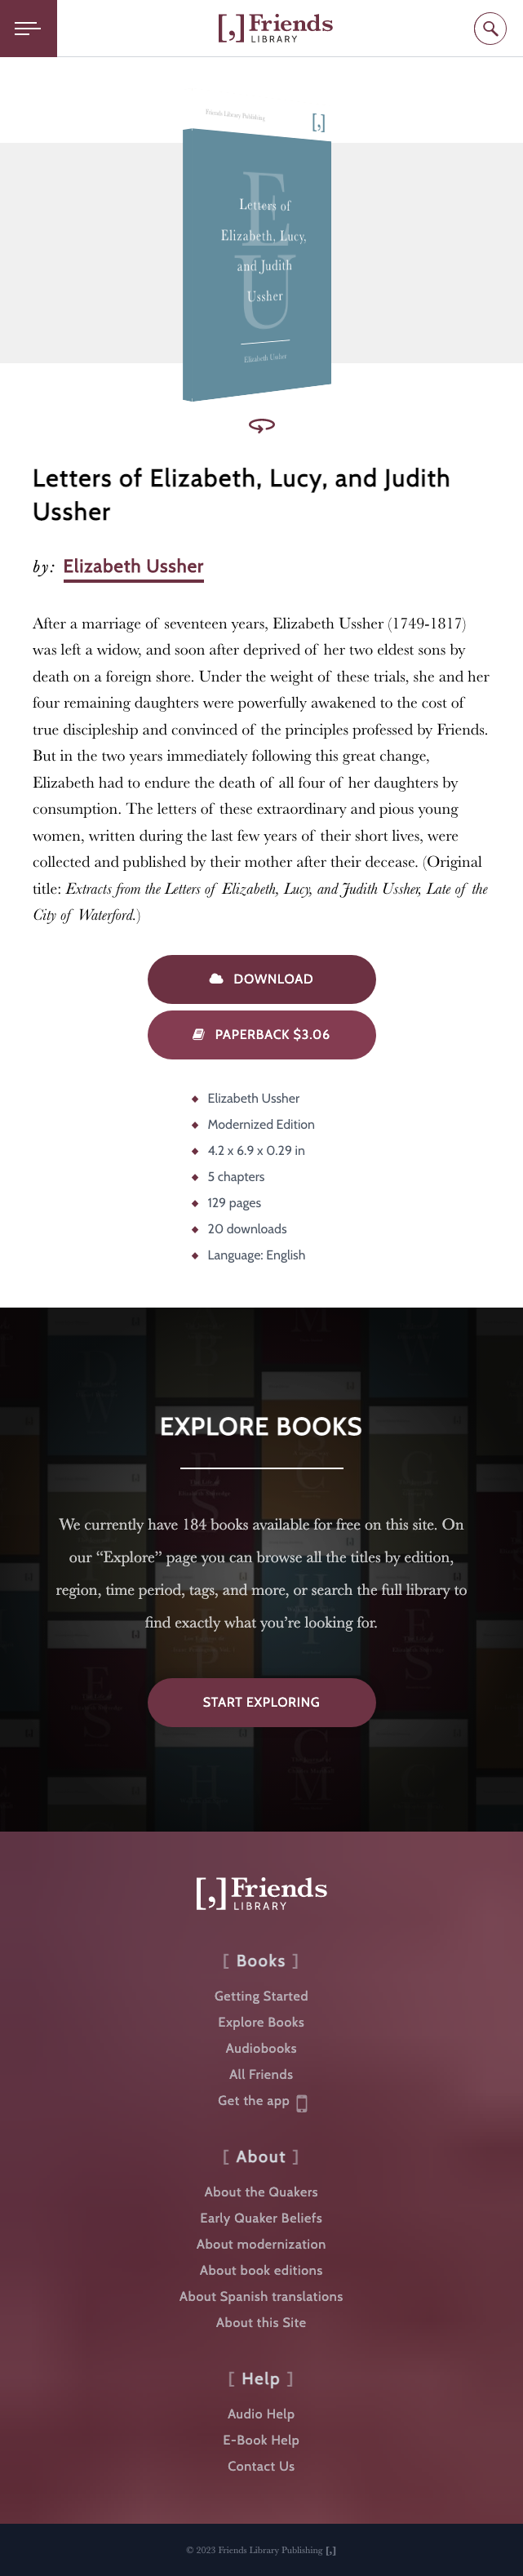 [,] Friends
LIBRARY
Friends Library Publishing
[,]
E
U
Letters of
Elizabeth, Lucy,
and Judith
Ussher
Elizabeth Ussher
Letters of Elizabeth, Lucy, and Judith
Ussher
by: Elizabeth Ussher
After a marriage of seventeen years, Elizabeth Ussher (1749-1817)
was left a widow, and soon after deprived of her two eldest sons by
death on a foreign shore. Under the weight of these trials, she and her
four remaining daughters were powerfully awakened to the cost of
true discipleship and convinced of the principles professed by Friends.
But in the two years immediately following this great change,
Elizabeth had to endure the death of all four of her daughters by
consumption. The letters of these extraordinary and pious young
women, written during the last few years of their short lives, were
collected and published by their mother after their decease. (Original
title: Extracts from the Letters of Elizabeth, Lucy, and Judith Ussher, Late of the
City of Waterford.)
DOWNLOAD
PAPERBACK $3.06
Elizabeth Ussher
Modernized Edition
4.2 x 6.9 x 0.29 in
5 chapters
129 pages
20 downloads
Language: English
EXPLORE BOOKS
We currently have 184 books available for free on this site. On
our “Explore” page you can browse all the titles by edition,
region, time period, tags, and more, or search the full library to
find exactly what you’re looking for.
START EXPLORING
[,] Friends
LIBRARY
[ Books ]
Getting Started
Explore Books
Audiobooks
All Friends
Get the app
[ About ]
About the Quakers
Early Quaker Beliefs
About modernization
About book editions
About Spanish translations
About this Site
[ Help ]
Audio Help
E-Book Help
Contact Us
© 2023 Friends Library Publishing [,]